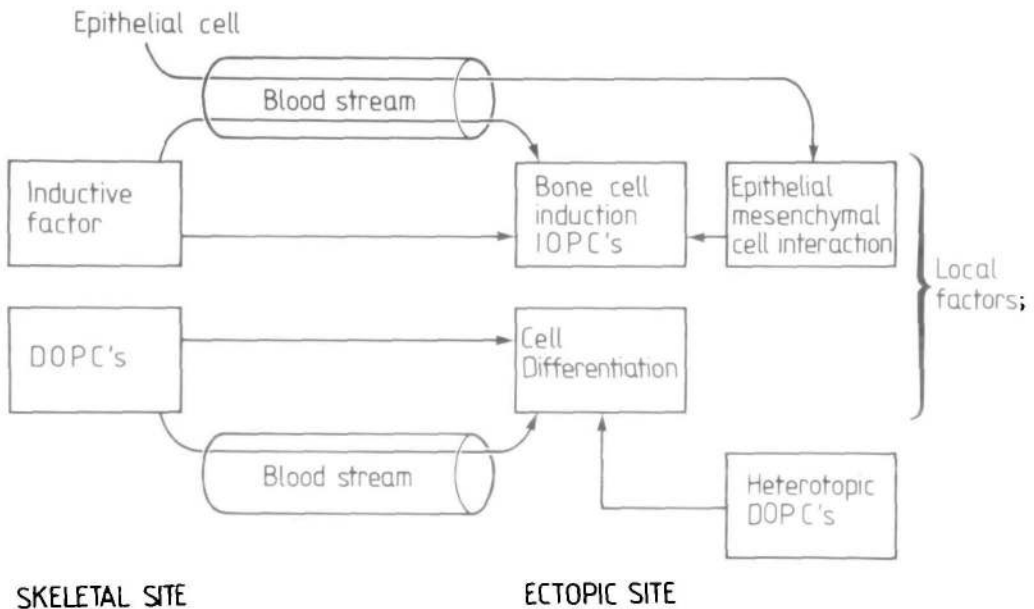 Epithelial cell
Blood stream
Inductive
factor
Bone cell
induction
IOPC's
Epithelial
mesenchymal
cell interaction
Local
factors;
DOPC's
Cell
Differentiation
Blood stream
Heterotopic
DOPC's
SKELETAL SITE
ECTOPIC SITE